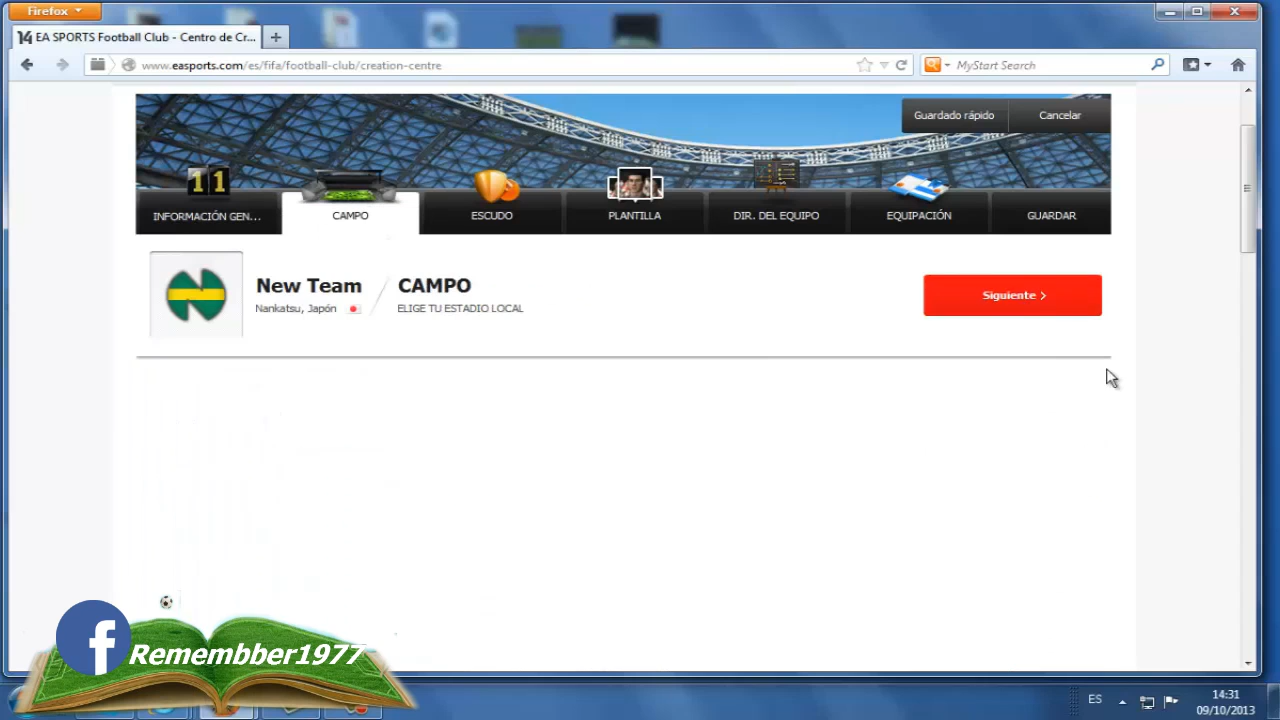 Firefox
14 EA SPORTS Football Club - Centro de Cr...
www.easports.com/es/fifa/football-club/creation-centre
MyStart Search
Guardado rápido
Cancelar
11
INFORMACIÓN GEN...
CAMPO
ESCUDO
PLANTILLA
DIR. DEL EQUIPO
EQUIPACIÓN
GUARDAR
N
New Team
CAMPO
Nankatsu, Japón
ELIGE TU ESTADIO LOCAL
Siguiente >
f Remembber1977
ES
14:31
09/10/2013